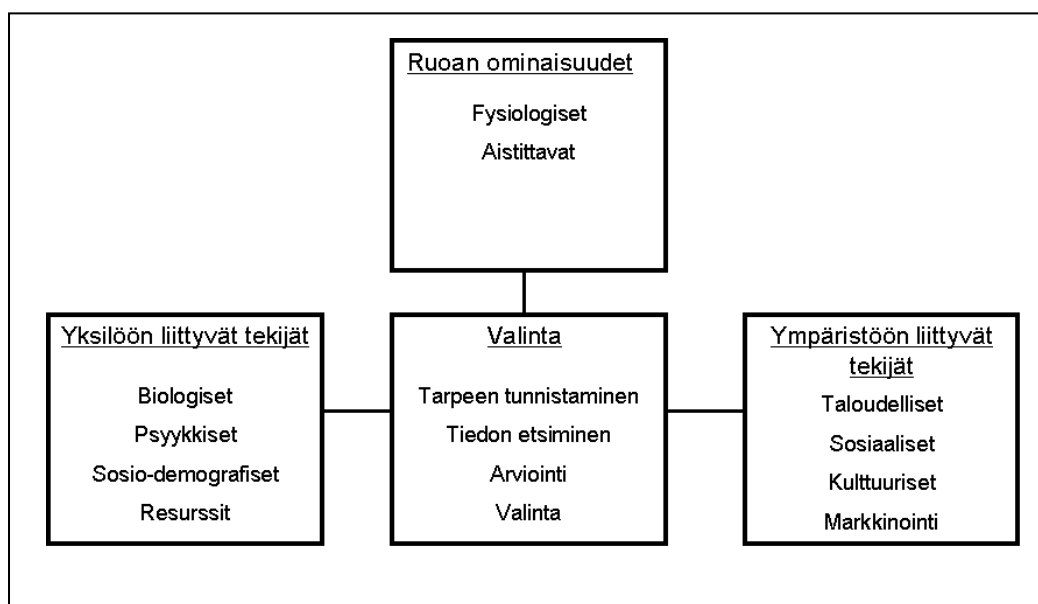 Ruoan ominaisuudet
Fysiologiset
Aistittavat
Yksilöön liittyvät tekijät
Biologiset
Psyykkiset
Sosio-demografiset
Resurssit
Valinta
Tarpeen tunnistaminen
Tiedon etsiminen
Arviointi
Valinta
Ympäristöön liittyvät
tekijät
Taloudelliset
Sosiaaliset
Kulttuuriset
Markkinointi